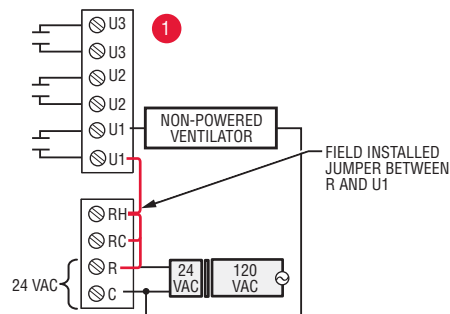 U3
1
U3
U2
U2
U1
NON-POWERED
VENTILATOR
U1
FIELD INSTALLED
JUMPER BETWEEN
R AND U1
RH
RC
R
24
VAC
120
VAC
24 VAC
C